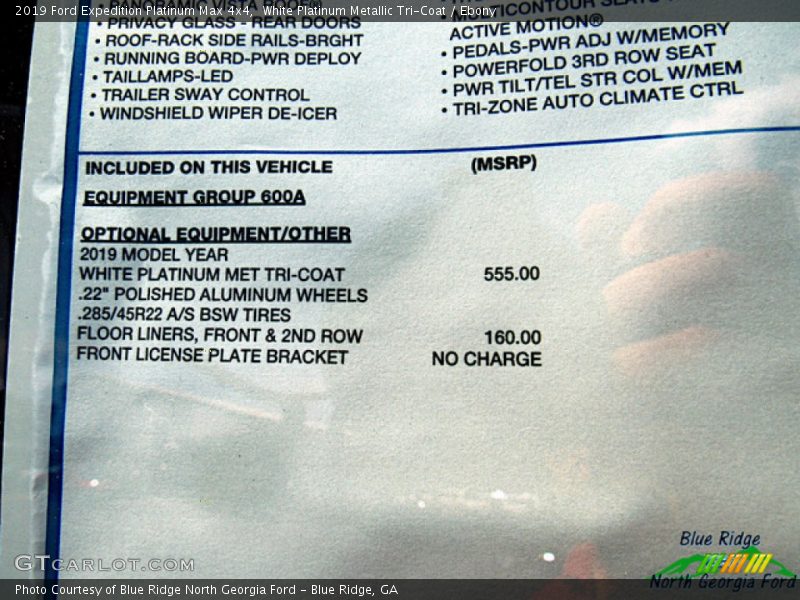 2019 Ford Expedition Platinum Max 4x4, White Platinum Metallic Tri-Coat / Ebony
• PRIVACY GLASS - REAR DOORS
• ROOF-RACK SIDE RAILS-BRGHT
• RUNNING BOARD-PWR DEPLOY
• TAILLAMPS-LED
• TRAILER SWAY CONTROL
• WINDSHIELD WIPER DE-ICER
MULTICONTOUR SEATS
ACTIVE MOTION®
• PEDALS-PWR ADJ W/MEMORY
• POWERFOLD 3RD ROW SEAT
• PWR TILT/TEL STR COL W/MEM
• TRI-ZONE AUTO CLIMATE CTRL
INCLUDED ON THIS VEHICLE (MSRP)
EQUIPMENT GROUP 600A
OPTIONAL EQUIPMENT/OTHER
2019 MODEL YEAR
WHITE PLATINUM MET TRI-COAT 555.00
.22" POLISHED ALUMINUM WHEELS
.285/45R22 A/S BSW TIRES
FLOOR LINERS, FRONT & 2ND ROW 160.00
FRONT LICENSE PLATE BRACKET NO CHARGE
Blue Ridge
North Georgia Ford
GTcarlot.com
Photo Courtesy of Blue Ridge North Georgia Ford - Blue Ridge, GA